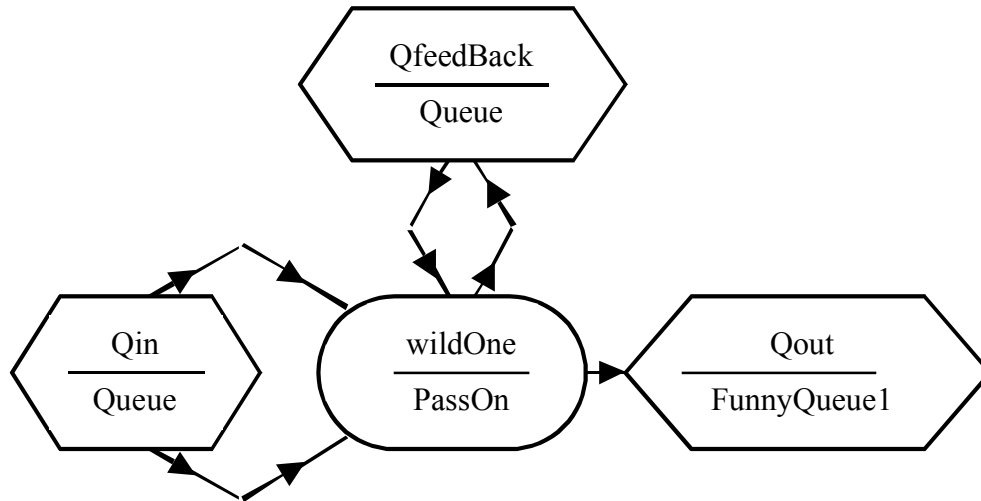 QfeedBack
Queue
Qin
Queue
wildOne
PassOn
Qout
FunnyQueue1